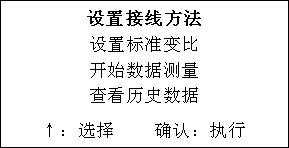 设置接线方法
设置标准变比
开始数据测量
查看历史数据
↑：选择 确认：执行